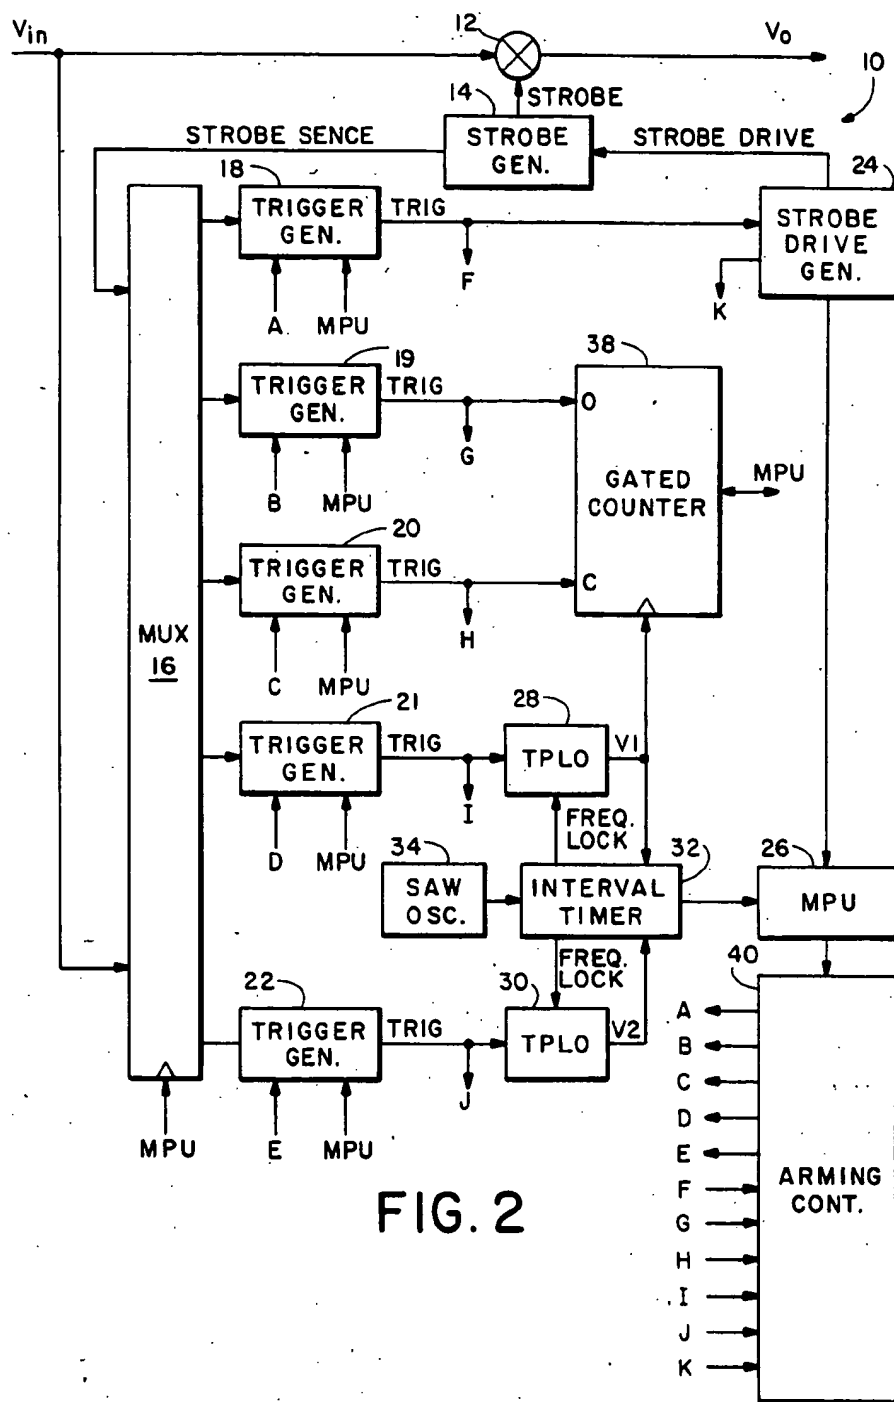 Vin
12
Vo
10
14
STROBE
STROBE SENCE
STROBE
GEN.
STROBE DRIVE
24
18
TRIGGER
GEN.
TRIG
STROBE
DRIVE
GEN.
F
K
A
MPU
19
38
TRIGGER
GEN.
TRIG
O
G
GATED
COUNTER
MPU
B
MPU
20
TRIGGER
GEN.
TRIG
C
H
MUX
16
C
MPU
21
28
TRIGGER
GEN.
TRIG
TPLO
V1
I
FREQ.
LOCK
D
MPU
34
32
26
SAW
OSC.
INTERVAL
TIMER
MPU
FREQ.
LOCK
40
22
30
TRIGGER
GEN.
TRIG
TPLO
V2
J
MPU
E
MPU
A
B
C
D
E
F
G
H
I
J
K
ARMING
CONT.
FIG. 2